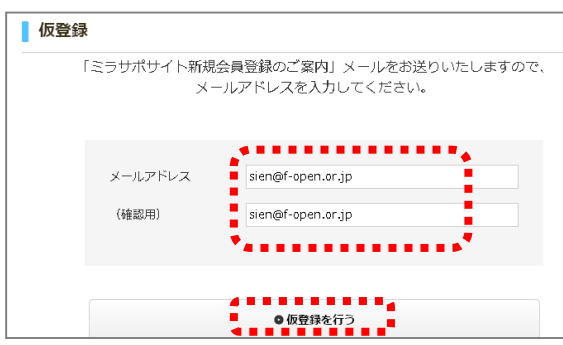 仮登録
「ミラサポサイト新規会員登録のご案内」メールをお送りいたしますので、
メールアドレスを入力してください。
メールアドレス sien@f-open.or.jp
（確認用） sien@f-open.or.jp
仮登録を行う